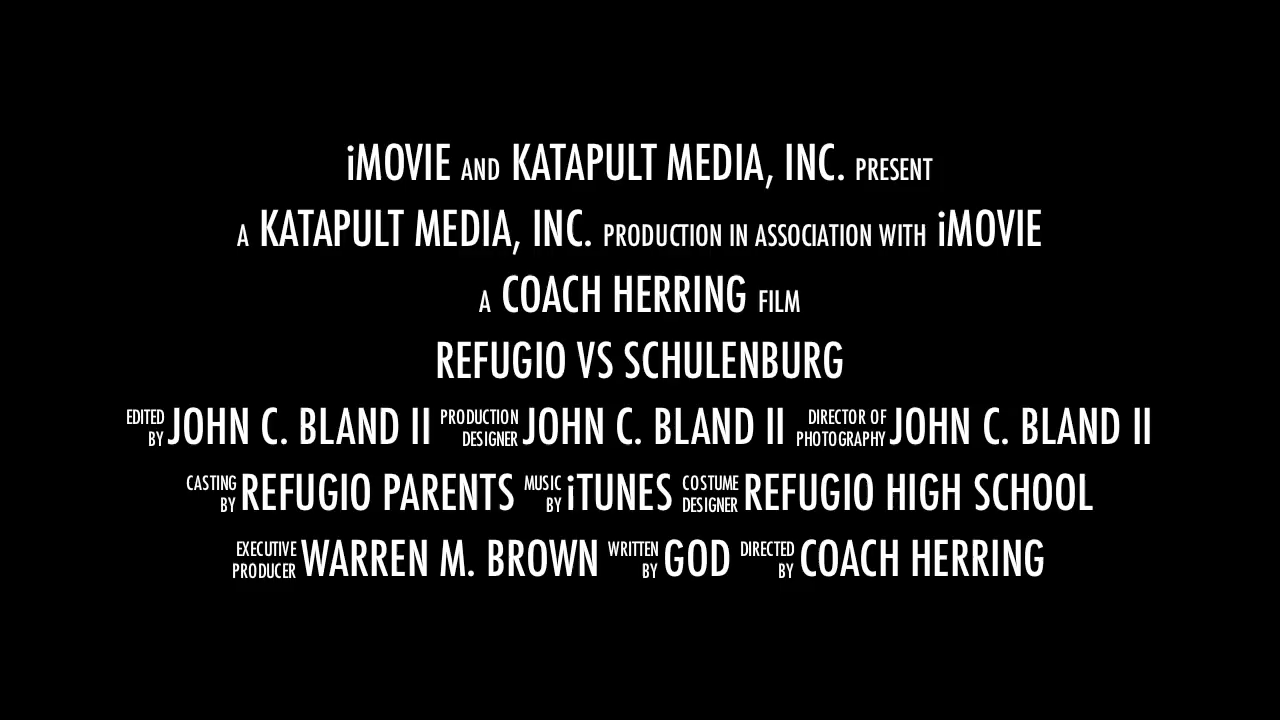 iMOVIE AND KATAPULT MEDIA, INC. PRESENT
A KATAPULT MEDIA, INC. PRODUCTION IN ASSOCIATION WITH iMOVIE
A COACH HERRING FILM
REFUGIO VS SCHULENBURG
EDITED BY JOHN C. BLAND II PRODUCTION DESIGNER JOHN C. BLAND II DIRECTOR OF PHOTOGRAPHY JOHN C. BLAND II
CASTING BY REFUGIO PARENTS MUSIC BY iTUNES COSTUME DESIGNER REFUGIO HIGH SCHOOL
EXECUTIVE PRODUCER WARREN M. BROWN WRITTEN BY GOD DIRECTED BY COACH HERRING